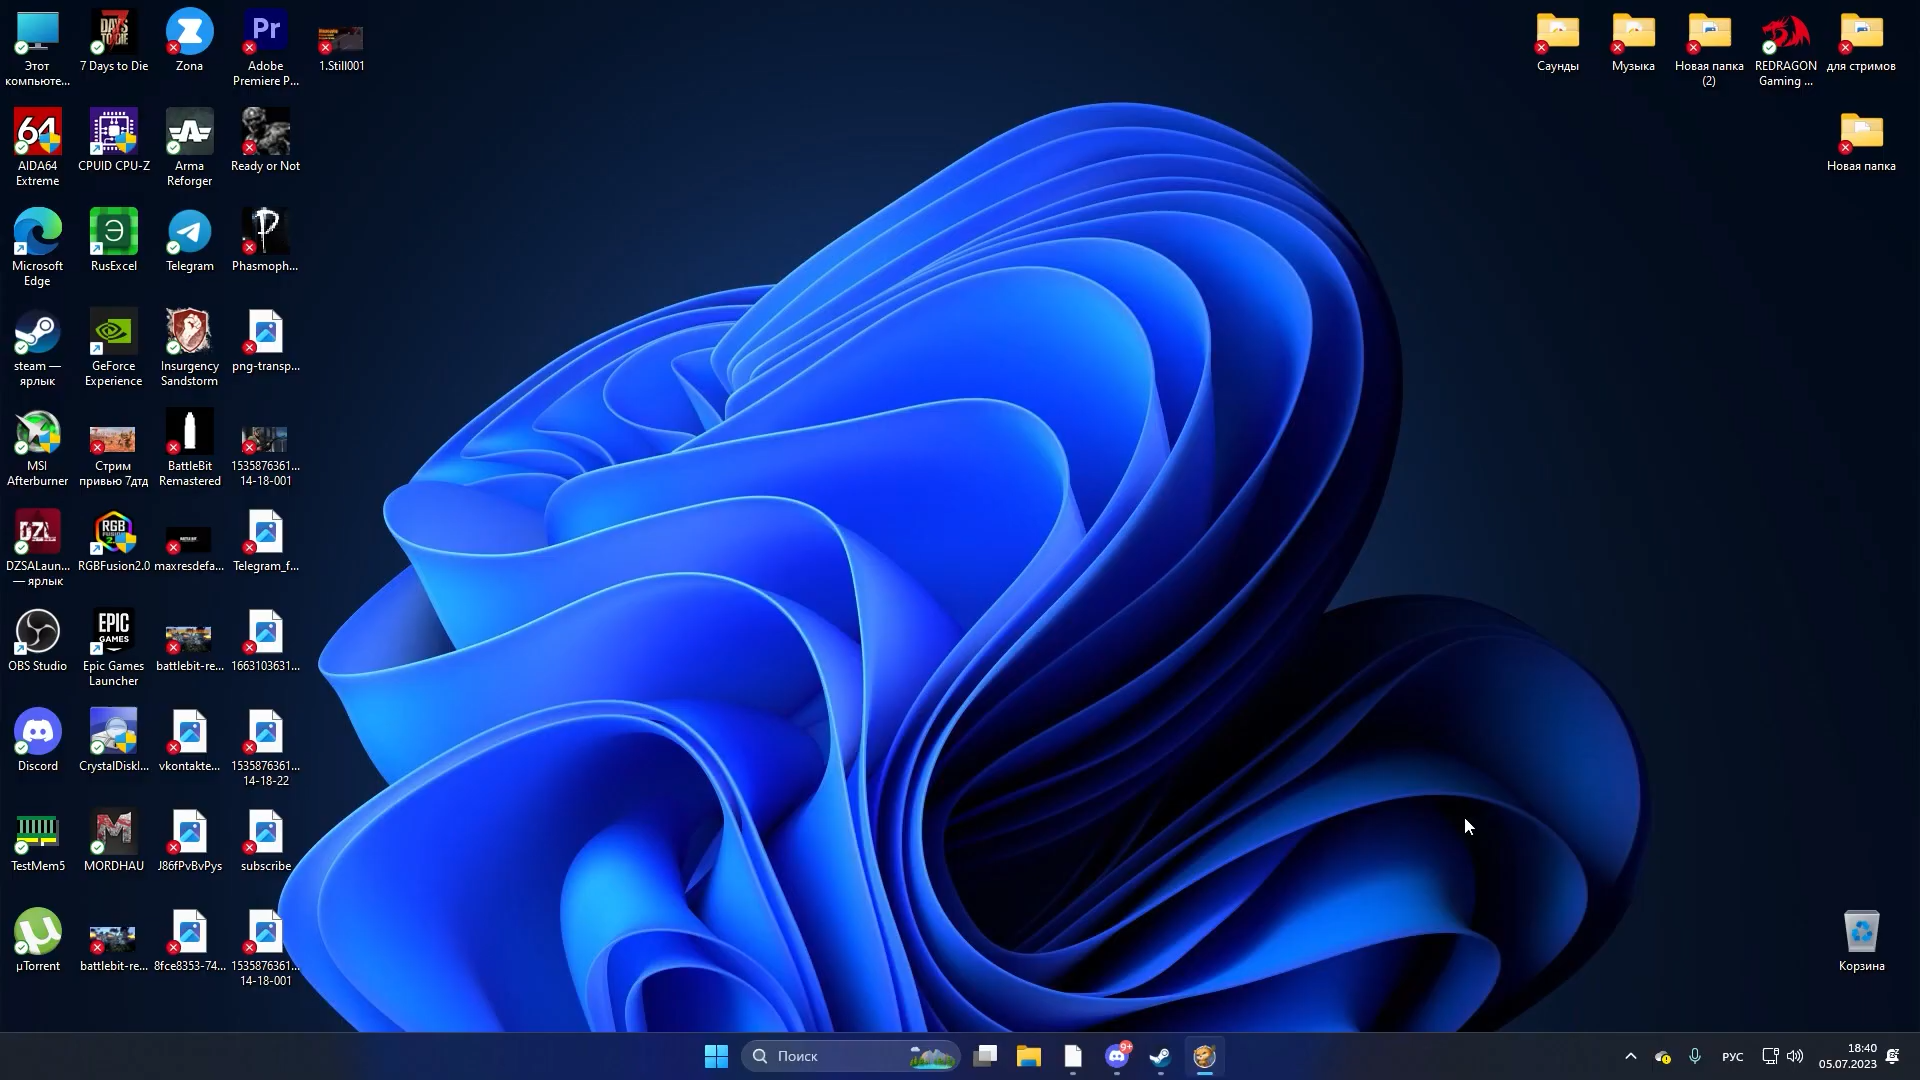 Этот
компьюте...
7 Days to Die
Zona
Adobe
Premiere P...
1.Still001
Саунды
Музыка
Новая папка
(2)
REDRAGON
Gaming ...
для стримов
AIDA64
Extreme
CPUID CPU-Z
Arma
Reforger
Ready or Not
Новая папка
Microsoft
Edge
RusExcel
Telegram
Phasmoph...
steam —
ярлык
GeForce
Experience
Insurgency
Sandstorm
png-transp...
MSI
Afterburner
Стрим
привью 7дтд
BattleBit
Remastered
1535876361...
14-18-001
DZSALaun...
— ярлык
RGBFusion2.0
maxresdefa...
Telegram_f...
OBS Studio
Epic Games
Launcher
battlebit-re...
1663103631...
Discord
CrystalDiskI...
vkontakte...
1535876361...
14-18-22
TestMem5
MORDHAU
J86fPvBvPys
subscribe
µTorrent
battlebit-re...
8fce8353-74...
1535876361...
14-18-001
Корзина
Поиск
9+
РУС
18:40
05.07.2023